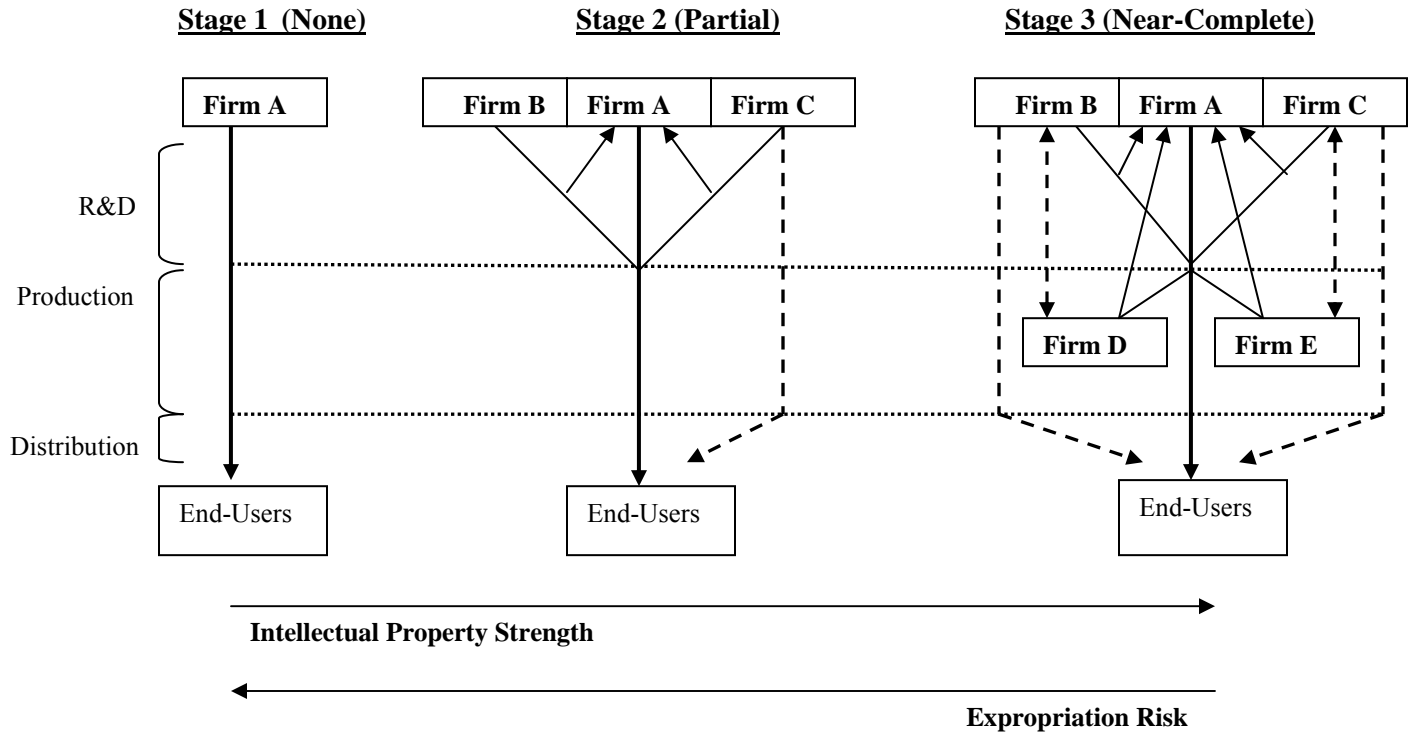 Stage 1 (None)
Stage 2 (Partial)
Stage 3 (Near-Complete)
Firm A
Firm B
Firm A
Firm C
Firm B
Firm A
Firm C
R&D
Production
Firm D
Firm E
Distribution
End-Users
End-Users
End-Users
Intellectual Property Strength
Expropriation Risk